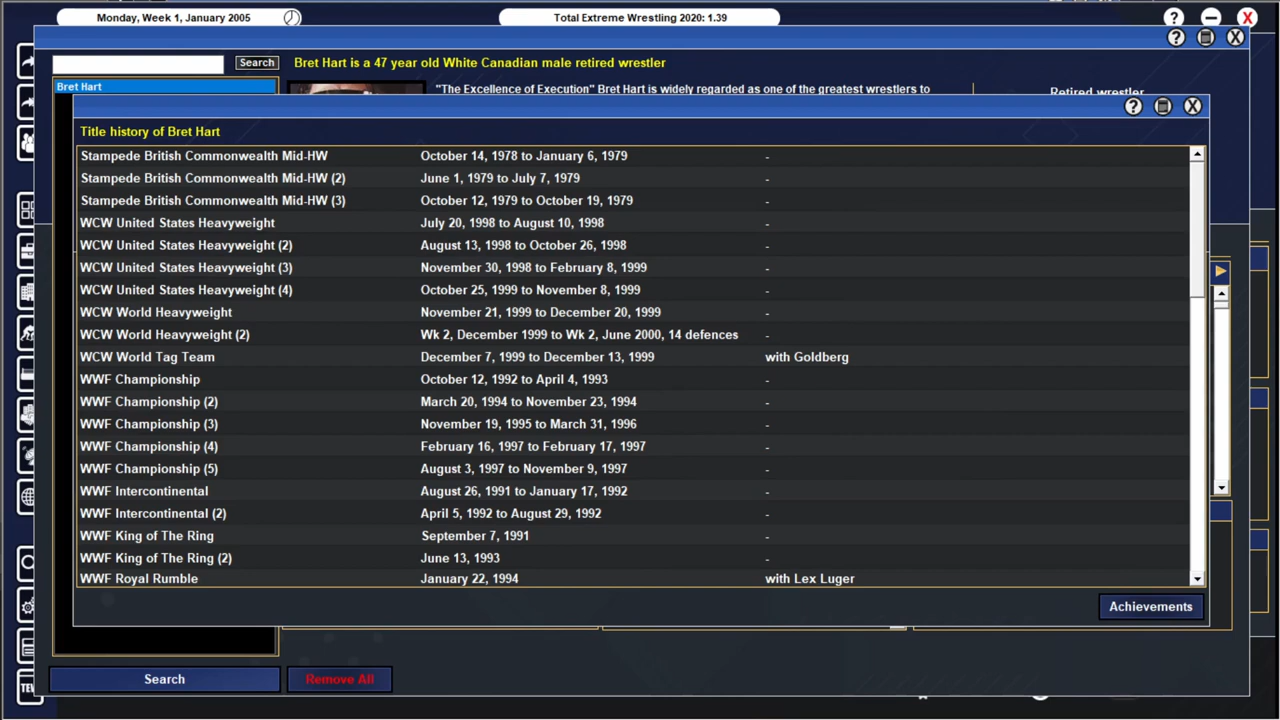 Monday, Week 1, January 2005
Total Extreme Wrestling 2020: 1.39
? – X
? X
Search
Bret Hart is a 47 year old White Canadian male retired wrestler
Bret Hart
"The Excellence of Execution" Bret Hart is widely regarded as one of the greatest wrestlers to
Retired wrestler
? X
Title history of Bret Hart
Stampede British Commonwealth Mid-HW October 14, 1978 to January 6, 1979 -
Stampede British Commonwealth Mid-HW (2) June 1, 1979 to July 7, 1979 -
Stampede British Commonwealth Mid-HW (3) October 12, 1979 to October 19, 1979 -
WCW United States Heavyweight July 20, 1998 to August 10, 1998 -
WCW United States Heavyweight (2) August 13, 1998 to October 26, 1998 -
WCW United States Heavyweight (3) November 30, 1998 to February 8, 1999 -
WCW United States Heavyweight (4) October 25, 1999 to November 8, 1999 -
WCW World Heavyweight November 21, 1999 to December 20, 1999 -
WCW World Heavyweight (2) Wk 2, December 1999 to Wk 2, June 2000, 14 defences -
WCW World Tag Team December 7, 1999 to December 13, 1999 with Goldberg
WWF Championship October 12, 1992 to April 4, 1993 -
WWF Championship (2) March 20, 1994 to November 23, 1994 -
WWF Championship (3) November 19, 1995 to March 31, 1996 -
WWF Championship (4) February 16, 1997 to February 17, 1997 -
WWF Championship (5) August 3, 1997 to November 9, 1997 -
WWF Intercontinental August 26, 1991 to January 17, 1992 -
WWF Intercontinental (2) April 5, 1992 to August 29, 1992 -
WWF King of The Ring September 7, 1991 -
WWF King of The Ring (2) June 13, 1993 -
WWF Royal Rumble January 22, 1994 with Lex Luger
Achievements
Search
Remove All